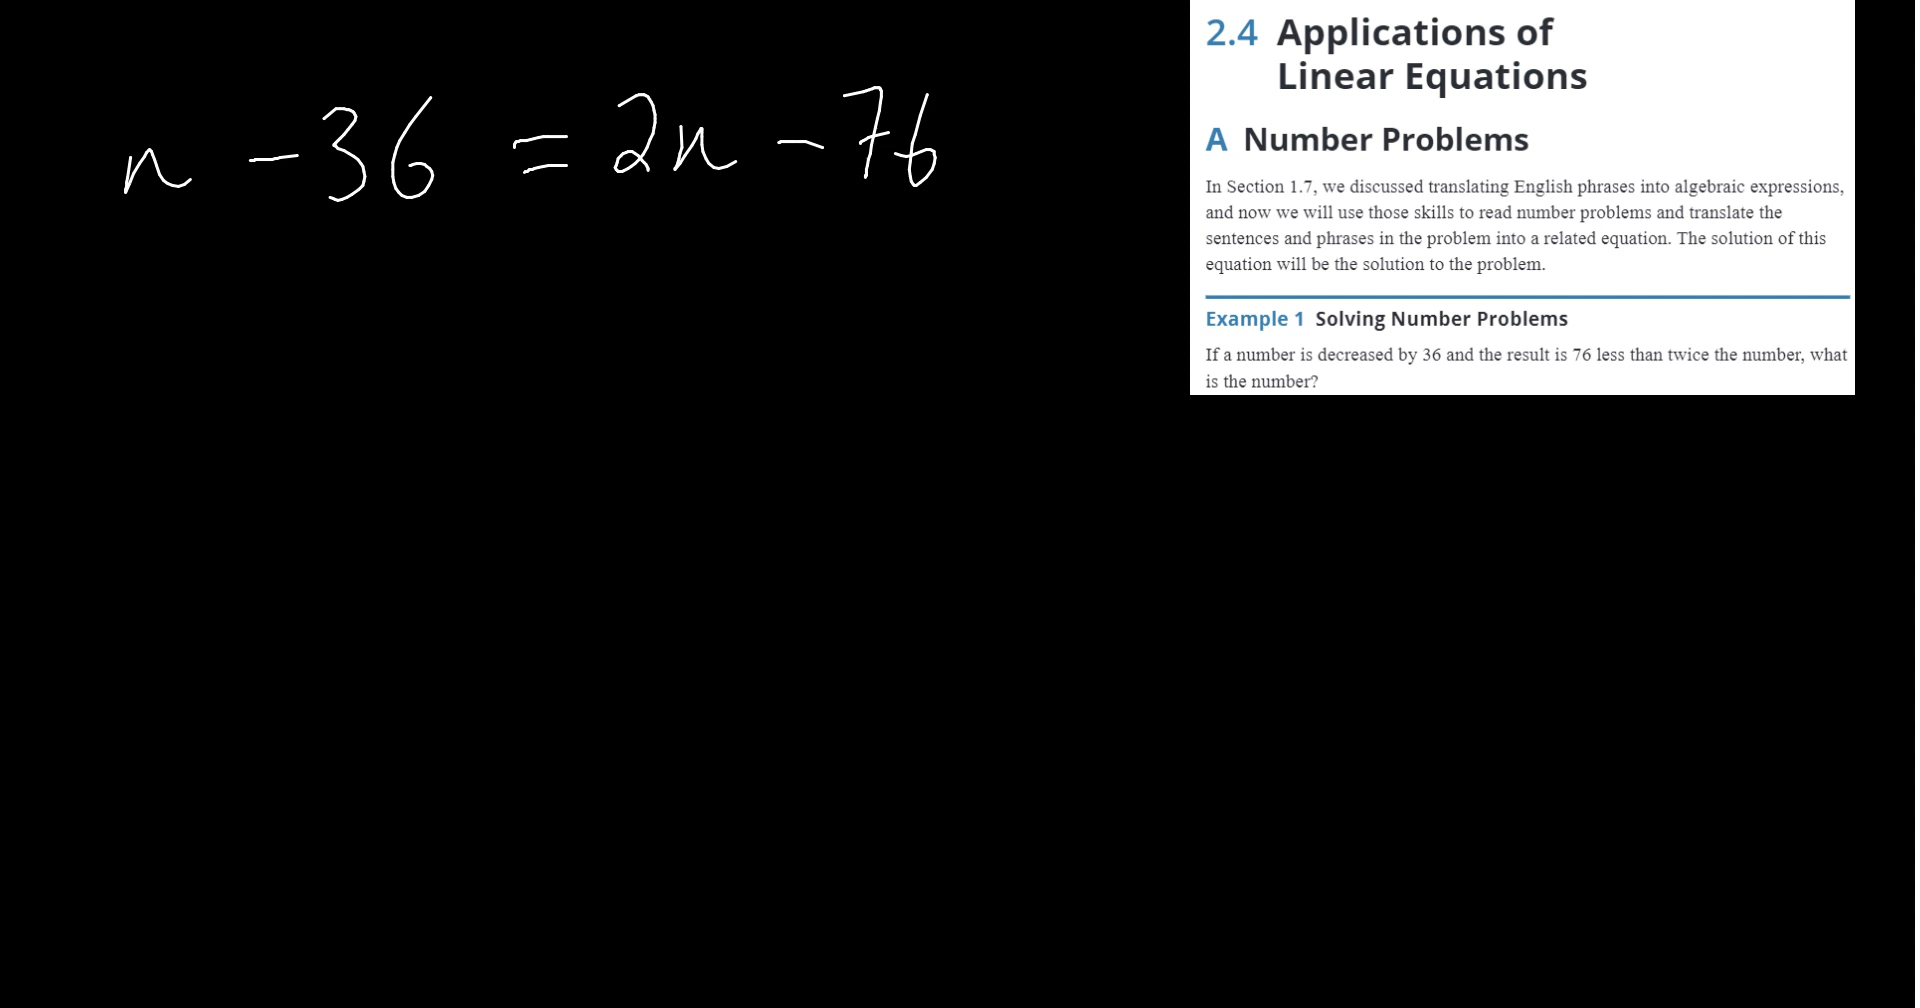 n - 36 = 2n - 76
2.4 Applications of
Linear Equations
A Number Problems
In Section 1.7, we discussed translating English phrases into algebraic expressions,
and now we will use those skills to read number problems and translate the
sentences and phrases in the problem into a related equation. The solution of this
equation will be the solution to the problem.
Example 1 Solving Number Problems
If a number is decreased by 36 and the result is 76 less than twice the number, what
is the number?